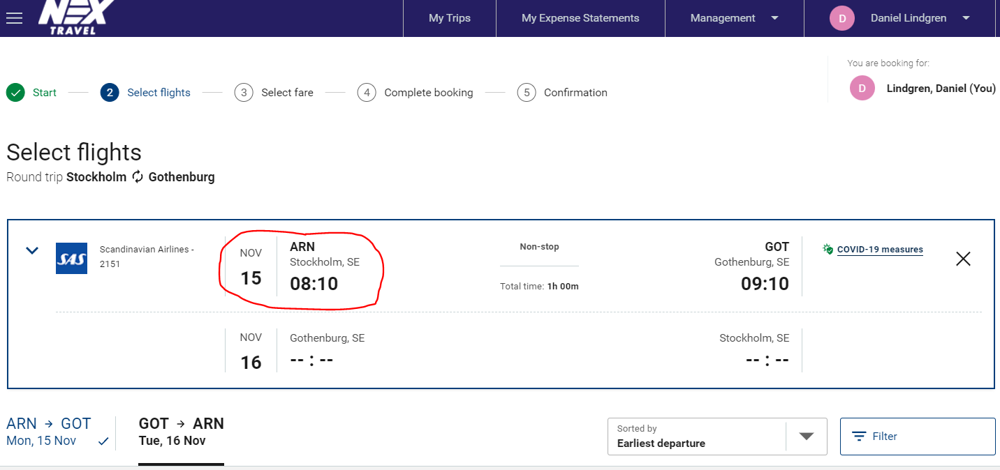 NEX
TRAVEL
My Trips
My Expense Statements
Management
D
Daniel Lindgren
You are booking for:
D
Lindgren, Daniel (You)
Start
2
Select flights
3
Select fare
4
Complete booking
5
Confirmation
Select flights
Round trip Stockholm Gothenburg
SAS
Scandinavian Airlines -
2151
NOV
15
ARN
Stockholm, SE
08:10
Non-stop
Total time: 1h 00m
GOT
Gothenburg, SE
09:10
COVID-19 measures
NOV
16
Gothenburg, SE
-- : --
Stockholm, SE
-- : --
ARN → GOT
Mon, 15 Nov
GOT → ARN
Tue, 16 Nov
Sorted by
Earliest departure
Filter